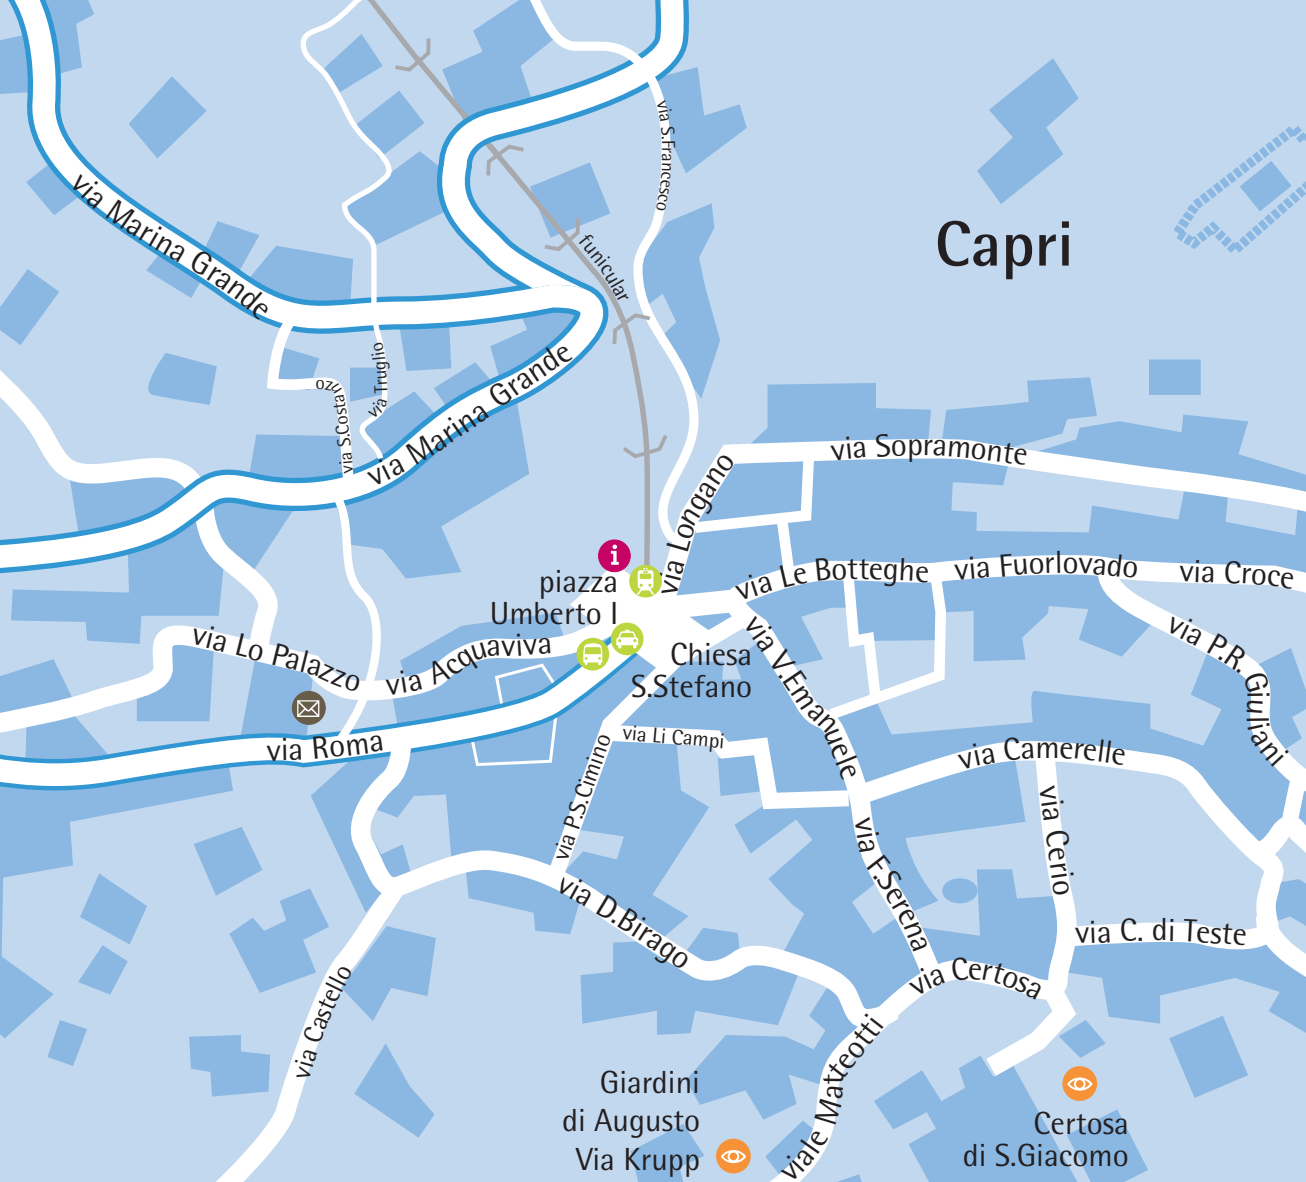 via S.Francesco
via Marina Grande
Capri
funicular
via Truglio
via S.Costanzo
via Marina Grande
via Sopramonte
via Longano
i
piazza
Umberto I
via Le Botteghe
via Fuorlovado
via Croce
via Lo Palazzo
via Acquaviva
Chiesa
S.Stefano
via V.Emanuele
via P.R. Giuliani
via Roma
via Li Campi
via Camerelle
via P.S.Cimino
via Cerio
via F.Serena
via D.Birago
via C. di Teste
via Certosa
via Castello
viale Matteotti
Giardini
di Augusto
Via Krupp
Certosa
di S.Giacomo